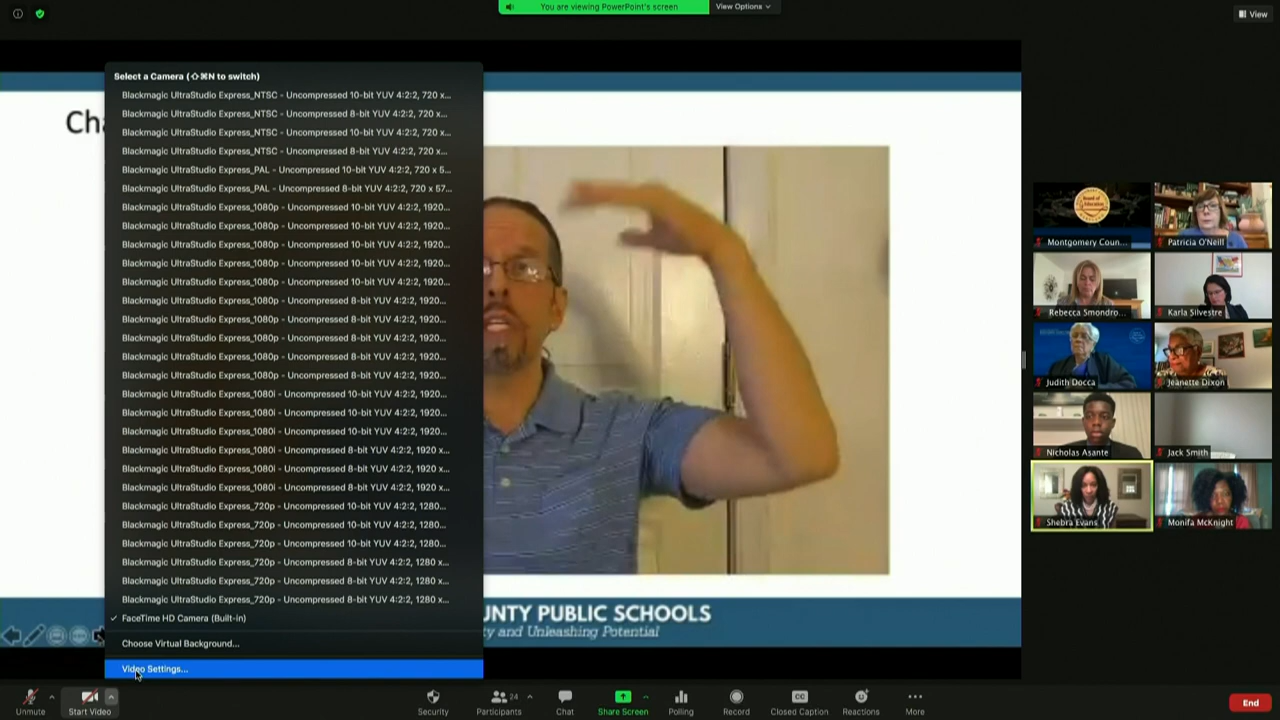 You are viewing PowerPoint's screen
View Options
View
Select a Camera (⇧⌘N to switch)
Blackmagic UltraStudio Express_NTSC - Uncompressed 10-bit YUV 4:2:2, 720 x...
Blackmagic UltraStudio Express_NTSC - Uncompressed 8-bit YUV 4:2:2, 720 x...
Blackmagic UltraStudio Express_NTSC - Uncompressed 10-bit YUV 4:2:2, 720 x...
Blackmagic UltraStudio Express_NTSC - Uncompressed 8-bit YUV 4:2:2, 720 x...
Blackmagic UltraStudio Express_PAL - Uncompressed 10-bit YUV 4:2:2, 720 x 5...
Blackmagic UltraStudio Express_PAL - Uncompressed 8-bit YUV 4:2:2, 720 x 57...
Blackmagic UltraStudio Express_1080p - Uncompressed 10-bit YUV 4:2:2, 1920...
Blackmagic UltraStudio Express_1080p - Uncompressed 10-bit YUV 4:2:2, 1920...
Blackmagic UltraStudio Express_1080p - Uncompressed 10-bit YUV 4:2:2, 1920...
Blackmagic UltraStudio Express_1080p - Uncompressed 10-bit YUV 4:2:2, 1920...
Blackmagic UltraStudio Express_1080p - Uncompressed 10-bit YUV 4:2:2, 1920...
Blackmagic UltraStudio Express_1080p - Uncompressed 8-bit YUV 4:2:2, 1920...
Blackmagic UltraStudio Express_1080p - Uncompressed 8-bit YUV 4:2:2, 1920...
Blackmagic UltraStudio Express_1080p - Uncompressed 8-bit YUV 4:2:2, 1920...
Blackmagic UltraStudio Express_1080p - Uncompressed 8-bit YUV 4:2:2, 1920...
Blackmagic UltraStudio Express_1080p - Uncompressed 8-bit YUV 4:2:2, 1920...
Blackmagic UltraStudio Express_1080i - Uncompressed 10-bit YUV 4:2:2, 1920...
Blackmagic UltraStudio Express_1080i - Uncompressed 10-bit YUV 4:2:2, 1920...
Blackmagic UltraStudio Express_1080i - Uncompressed 10-bit YUV 4:2:2, 1920...
Blackmagic UltraStudio Express_1080i - Uncompressed 8-bit YUV 4:2:2, 1920 x...
Blackmagic UltraStudio Express_1080i - Uncompressed 8-bit YUV 4:2:2, 1920 x...
Blackmagic UltraStudio Express_1080i - Uncompressed 8-bit YUV 4:2:2, 1920 x...
Blackmagic UltraStudio Express_720p - Uncompressed 10-bit YUV 4:2:2, 1280...
Blackmagic UltraStudio Express_720p - Uncompressed 10-bit YUV 4:2:2, 1280...
Blackmagic UltraStudio Express_720p - Uncompressed 10-bit YUV 4:2:2, 1280...
Blackmagic UltraStudio Express_720p - Uncompressed 8-bit YUV 4:2:2, 1280 x...
Blackmagic UltraStudio Express_720p - Uncompressed 8-bit YUV 4:2:2, 1280 x...
Blackmagic UltraStudio Express_720p - Uncompressed 8-bit YUV 4:2:2, 1280 x...
✓ FaceTime HD Camera (Built-in)
Choose Virtual Background...
Video Settings...
Cha
UNTY PUBLIC SCHOOLS
ty and Unleashing Potential
Board of Education
Montgomery Coun...
Patricia O'Neill
Rebecca Smondro...
Karla Silvestre
Judith Docca
Jeanette Dixon
Nicholas Asante
Jack Smith
Shebra Evans
Monifa McKnight
Unmute
Start Video
Security
Participants
24
Chat
Share Screen
Polling
Record
CC
Closed Caption
Reactions
More
End